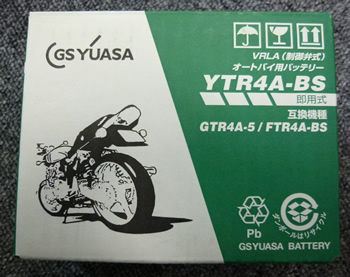 GS YUASA
VRLA (制御弁式)
オートバイ用バッテリー
YTR4A-BS
即用式
互換機種
GTR4A-5 / FTR4A-BS
Pb
ダンボールはリサイクル
GSYUASA BATTERY